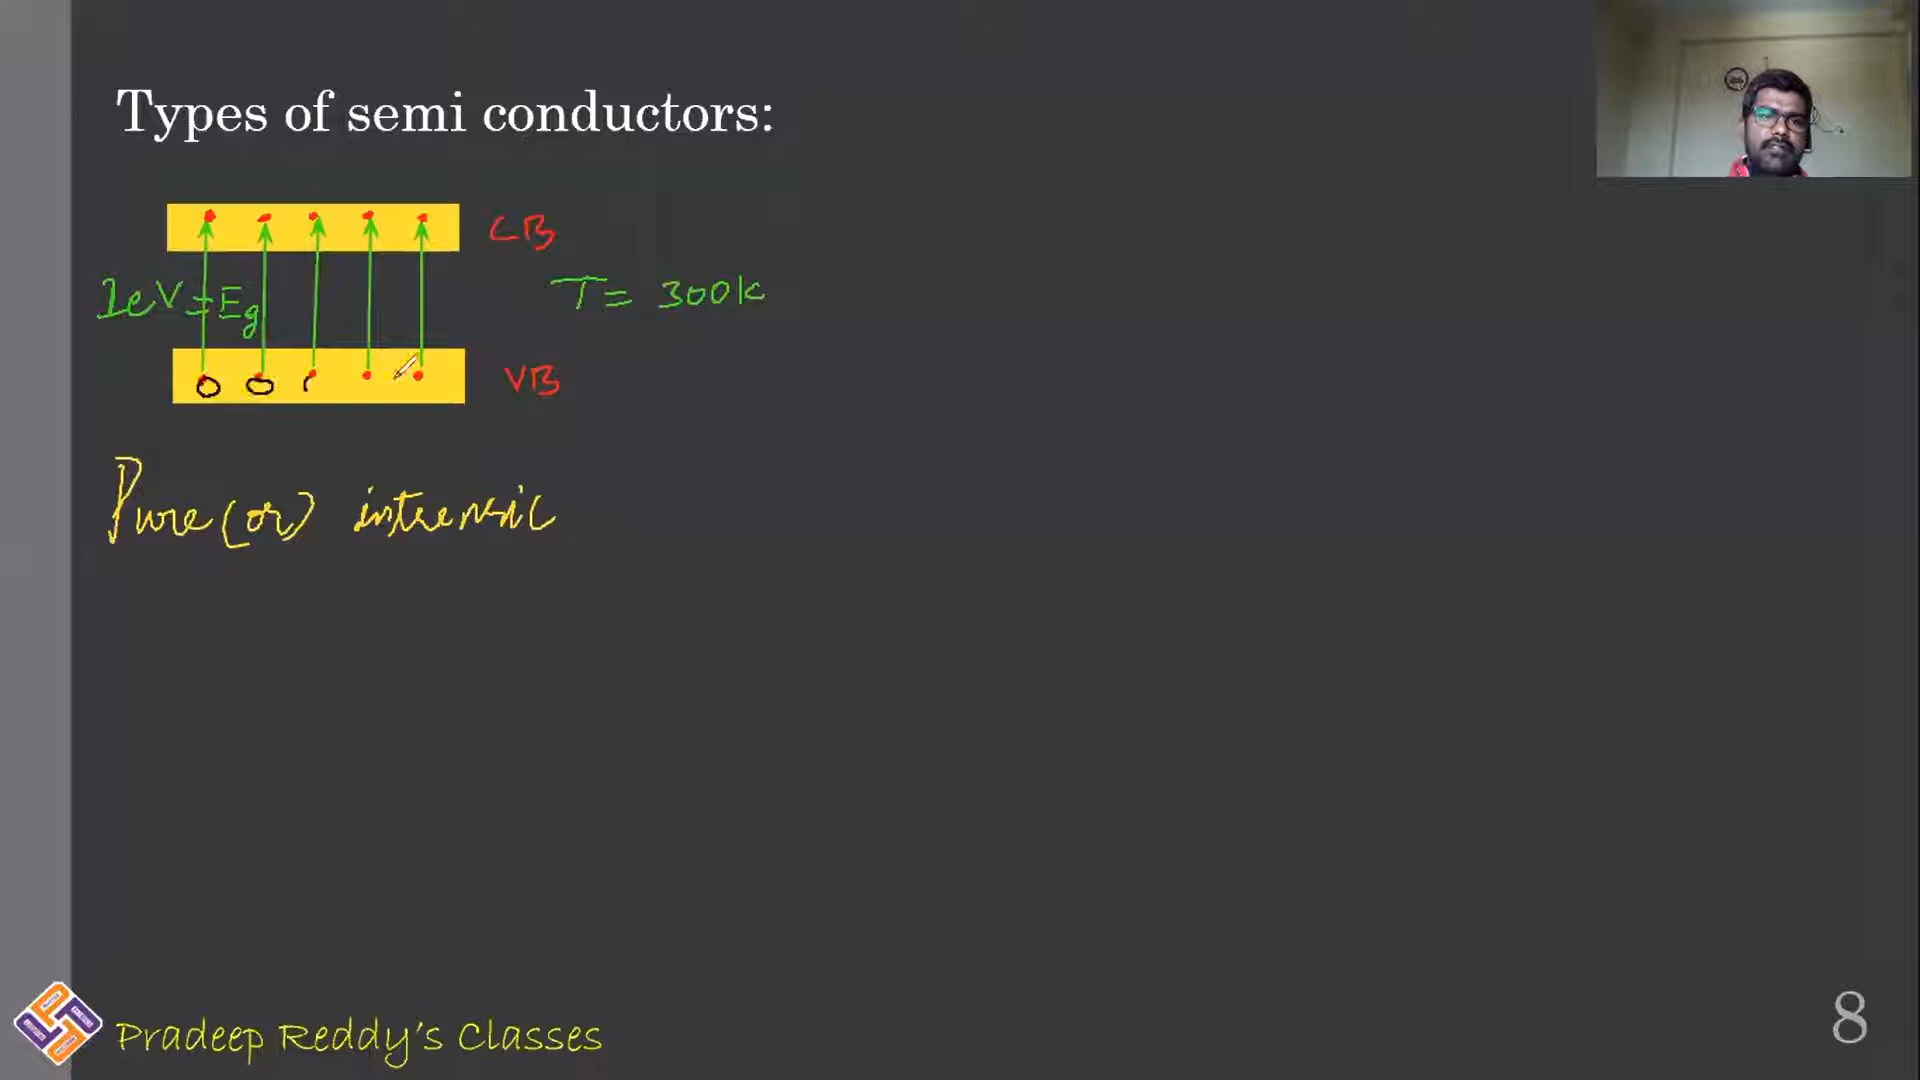 Types of semi conductors:
CB
1eV = Eg
T = 300k
VB
Pure (or) intrensic
Pradeep Reddy's Classes
8